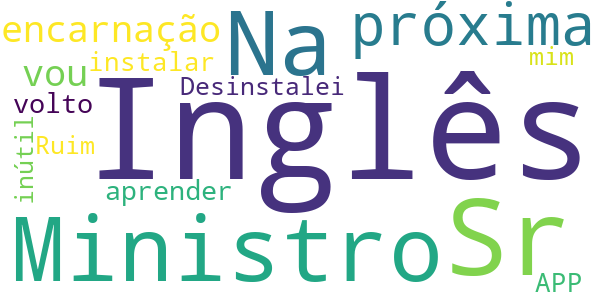 encarnação Na próxima
vou instalar mim
volto Desinstalei
Inglês
inútil Ruim
aprender
Ministro Sr
APP